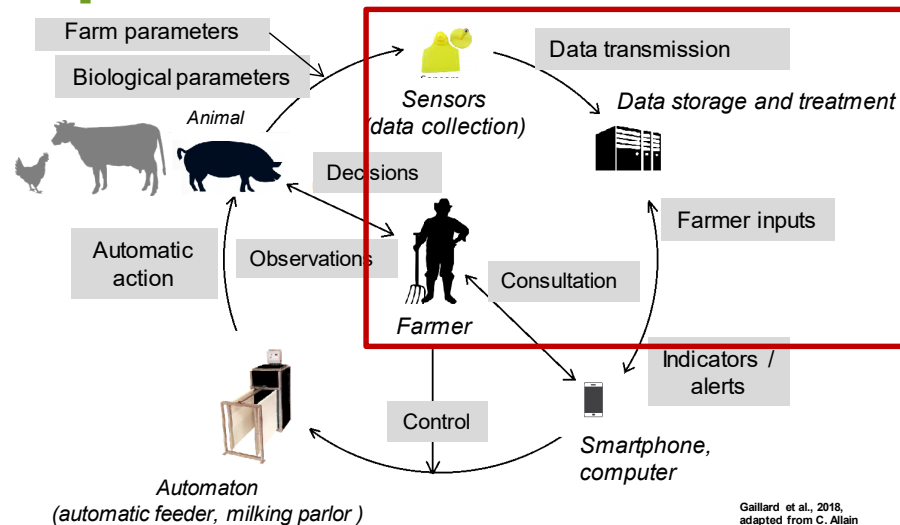 Farm parameters
Biological parameters
Animal
Sensors
(data collection)
Data transmission
Data storage and treatment
Decisions
Observations
Farmer inputs
Automatic
action
Consultation
Farmer
Indicators /
alerts
Control
Smartphone,
computer
Automaton
(automatic feeder, milking parlor )
Gaillard et al., 2018,
adapted from C. Allain